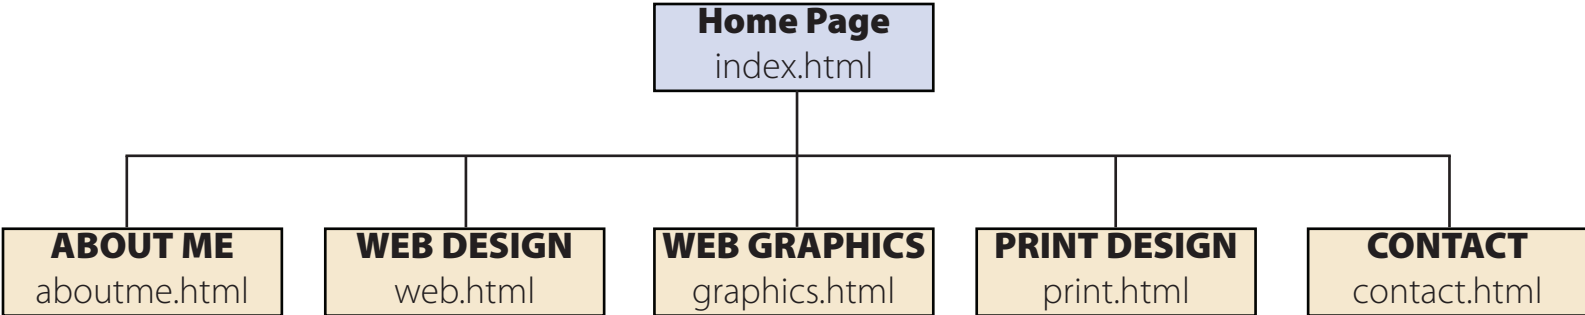 Home Page
index.html
ABOUT ME
aboutme.html
WEB DESIGN
web.html
WEB GRAPHICS
graphics.html
PRINT DESIGN
print.html
CONTACT
contact.html